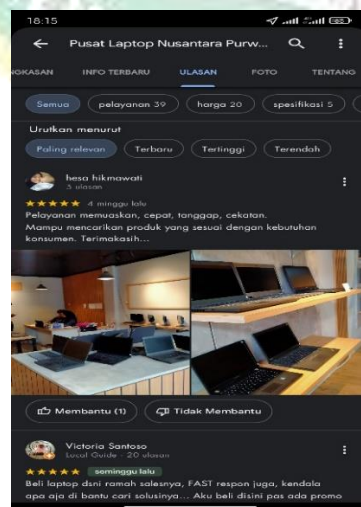 18:15
Pusat Laptop Nusantara Purw...
GKASAN INFO TERBARU ULASAN FOTO TENTANG
Semua pelayanan 39 harga 20 spesifikasi 5
Urutkan menurut
Paling relevan Terbaru Tertinggi Terendah
hesa hikmawati
3 ulasan
4 minggu lalu
Pelayanan memuaskan, cepat, tanggap, cekatan.
Mampu mencarikan produk yang sesuai dengan kebutuhan
konsumen. Terimakasih...
Membantu (1) Tidak Membantu
Victoria Santoso
Local Guide · 20 ulasan
seminggu lalu
Beli laptop dsni ramah salesnya, FAST respon juga, kendala
apa aja di bantu cari solusinya... Aku beli disini pas ada promo